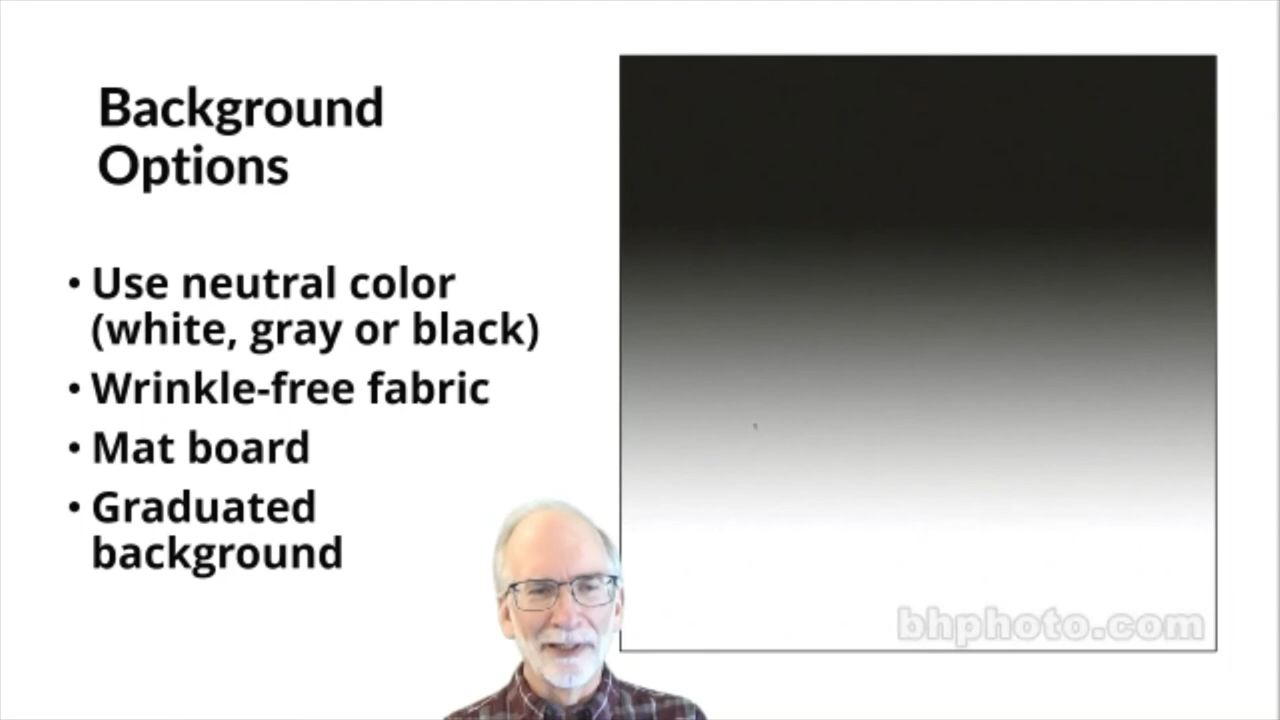 Background
Options
• Use neutral color
(white, gray or black)
• Wrinkle-free fabric
• Mat board
• Graduated
background
bhphoto.com